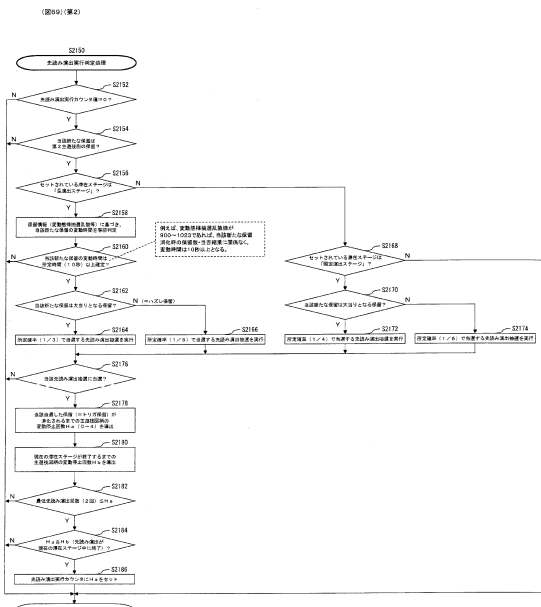 (図69)(第2)
S2150
先読み演出実行判定処理
S2152
先読み演出実行カウンタ値=0?
N
Y
S2154
当該新たな保留は
第2主遊技側の保留?
N
Y
S2156
セットされている滞在ステージは
N
Y
S2158
保留情報(変動態様抽選乱数等)に基づき、
当該新たな保留の変動時間を事前判定
例えば、変動態様抽選乱数値が
900~1023であれば、当該新たな保留
消化時の保留数・当否結果に関係なく、
変動時間は10秒以上となる。
S2160
当該新たな保留の変動時間は
所定時間(10秒)以上確定?
N
Y
S2162
当該新たな保留は大当りとなる保留?
N (=ハズレ保留)
Y
S2164
所定確率(1/3)で当選する先読み演出抽選を実行
S2166
所定確率(1/5)で当選する先読み演出抽選を実行
S2168
セットされている滞在ステージは
「限定演出ステージ」?
N
Y
S2170
当該新たな保留は大当りとなる保留?
N
Y
S2172
所定確率(1/4)で当選する先読み演出抽選を実行
S2174
所定確率(1/6)で当選する先読み演出抽選を実行
S2176
当該先読み演出抽選に当選?
N
Y
S2178
当該当選した保留(=トリガ保留)が
消化されるまでの主遊技図柄の
変動停止回数Ha(0~4)を導出
S2180
現在の滞在ステージが終了するまでの
主遊技図柄の変動停止回数Hbを導出
S2182
最低先読み演出回数(2回)≦Ha
N
Y
S2184
Ha≦Hb(先読み演出が
現在の滞在ステージ中に終了)?
N
Y
S2186
先読み演出実行カウンタにHaをセット